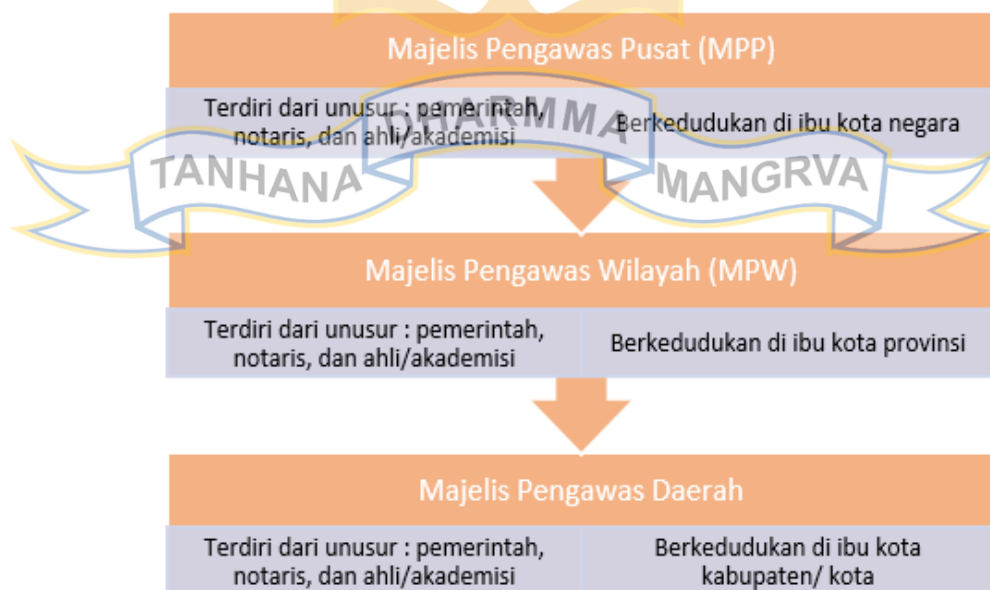 Majelis Pengawas Pusat (MPP)
Terdiri dari unusur : pemerintah,
notaris, dan ahli/akademisi
Berkedudukan di ibu kota negara
TANHANA DHARMMA MANGRVA
Majelis Pengawas Wilayah (MPW)
Terdiri dari unusur : pemerintah,
notaris, dan ahli/akademisi
Berkedudukan di ibu kota provinsi
Majelis Pengawas Daerah
Terdiri dari unusur : pemerintah,
notaris, dan ahli/akademisi
Berkedudukan di ibu kota
kabupaten/ kota